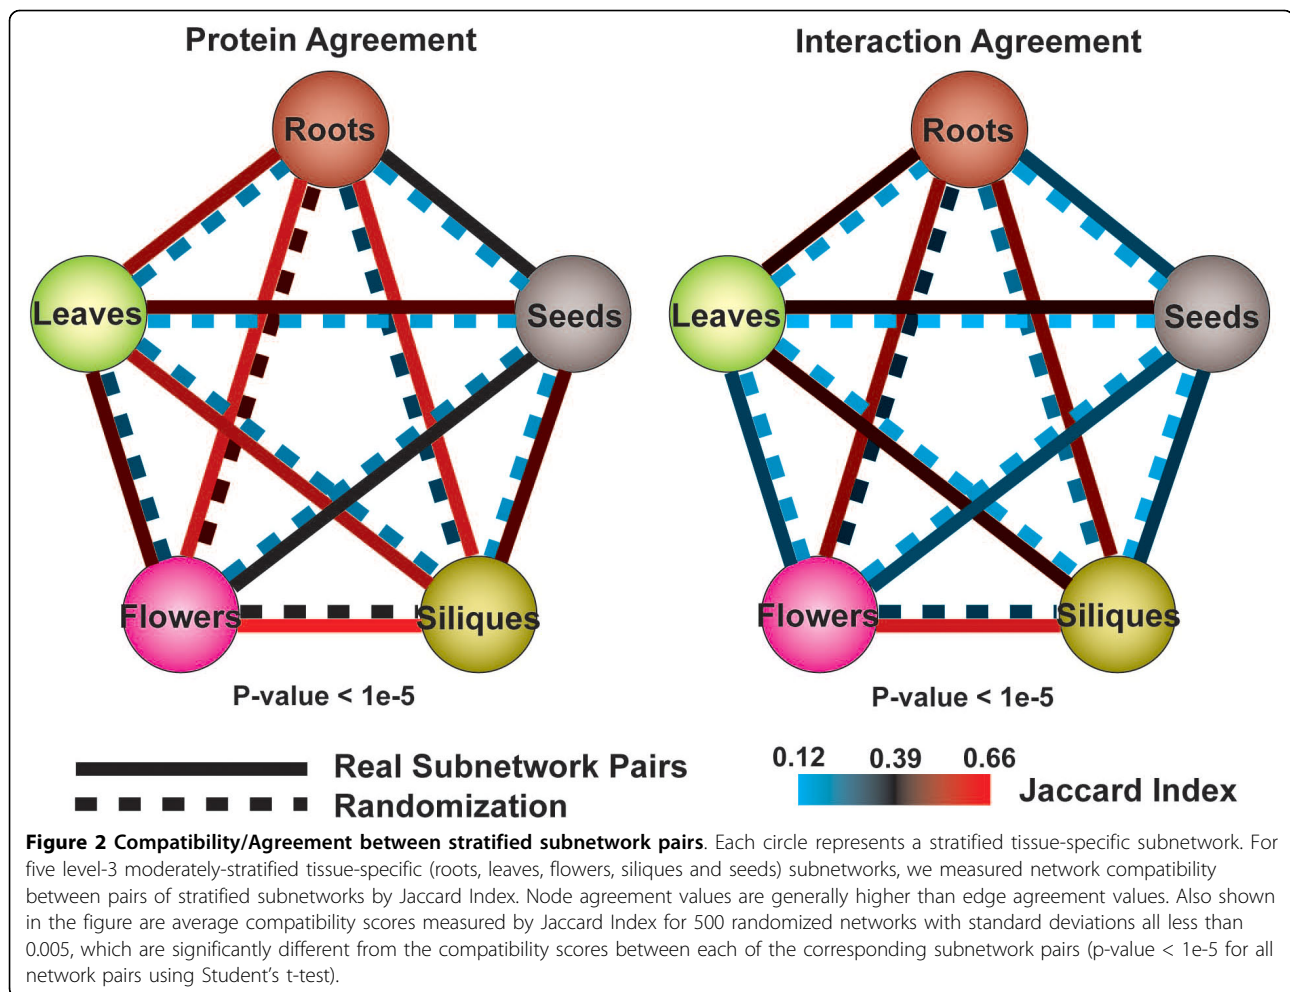 Protein Agreement
Interaction Agreement
Roots
Leaves
Seeds
Flowers
Siliques
P-value < 1e-5
Roots
Leaves
Seeds
Flowers
Siliques
P-value < 1e-5
Real Subnetwork Pairs
Randomization
0.12 0.39 0.66
Jaccard Index
Figure 2 Compatibility/Agreement between stratified subnetwork pairs. Each circle represents a stratified tissue-specific subnetwork. For
five level-3 moderately-stratified tissue-specific (roots, leaves, flowers, siliques and seeds) subnetworks, we measured network compatibility
between pairs of stratified subnetworks by Jaccard Index. Node agreement values are generally higher than edge agreement values. Also shown
in the figure are average compatibility scores measured by Jaccard Index for 500 randomized networks with standard deviations all less than
0.005, which are significantly different from the compatibility scores between each of the corresponding subnetwork pairs (p-value < 1e-5 for all
network pairs using Student's t-test).